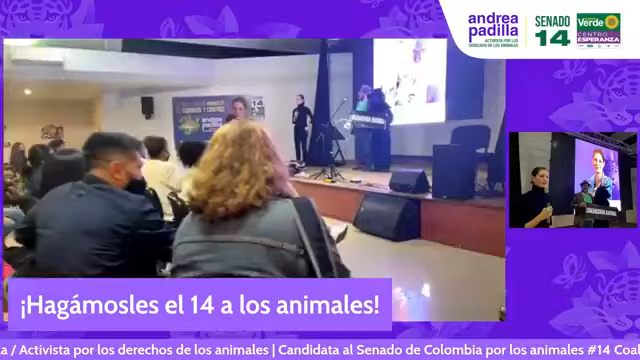 andrea
padilla
ACTIVISTA POR LOS
DERECHOS DE LOS ANIMALES
SENADO
14
Verde
CENTRO
ESPERANZA
¡Hagámosles el 14 a los animales!
a / Activista por los derechos de los animales | Candidata al Senado de Colombia por los animales #14 Coal